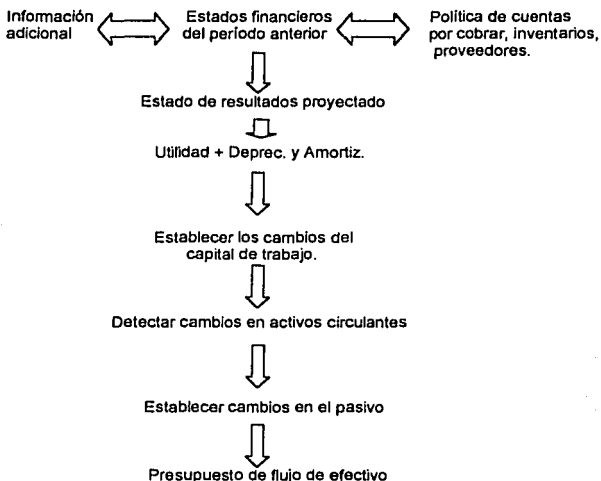 Información
adicional
Estados financieros
del período anterior
Política de cuentas
por cobrar, inventarios,
proveedores.
Estado de resultados proyectado
Utilidad + Deprec. y Amortiz.
Establecer los cambios del
capital de trabajo.
Detectar cambios en activos circulantes
Establecer cambios en el pasivo
Presupuesto de flujo de efectivo